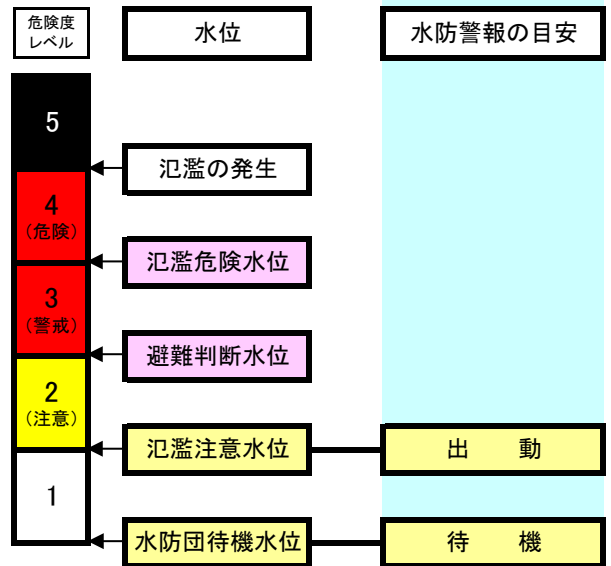 危険度
レベル
水位
水防警報の目安
5
氾濫の発生
4
(危険)
氾濫危険水位
3
(警戒)
避難判断水位
2
(注意)
氾濫注意水位
出　動
1
水防団待機水位
待　機